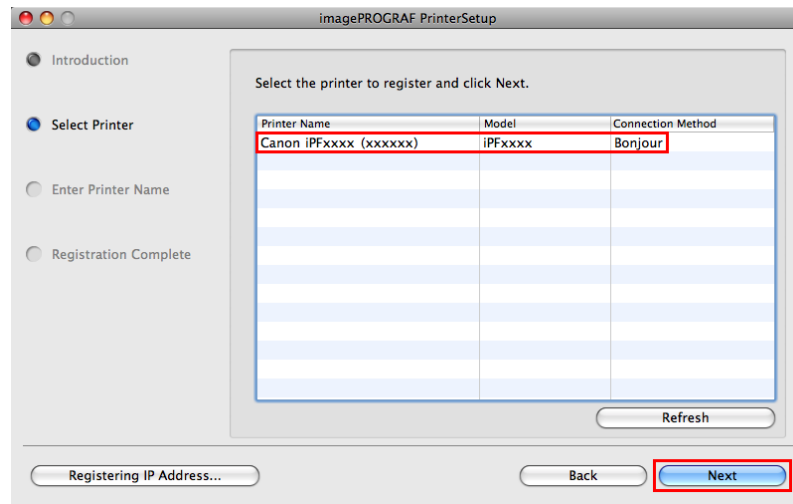 imagePROGRAF PrinterSetup
Introduction
Select Printer
Enter Printer Name
Registration Complete
Select the printer to register and click Next.
Printer Name Model Connection Method
Canon iPFxxxx (xxxxxx) iPFxxxx Bonjour
Refresh
Registering IP Address... Back Next